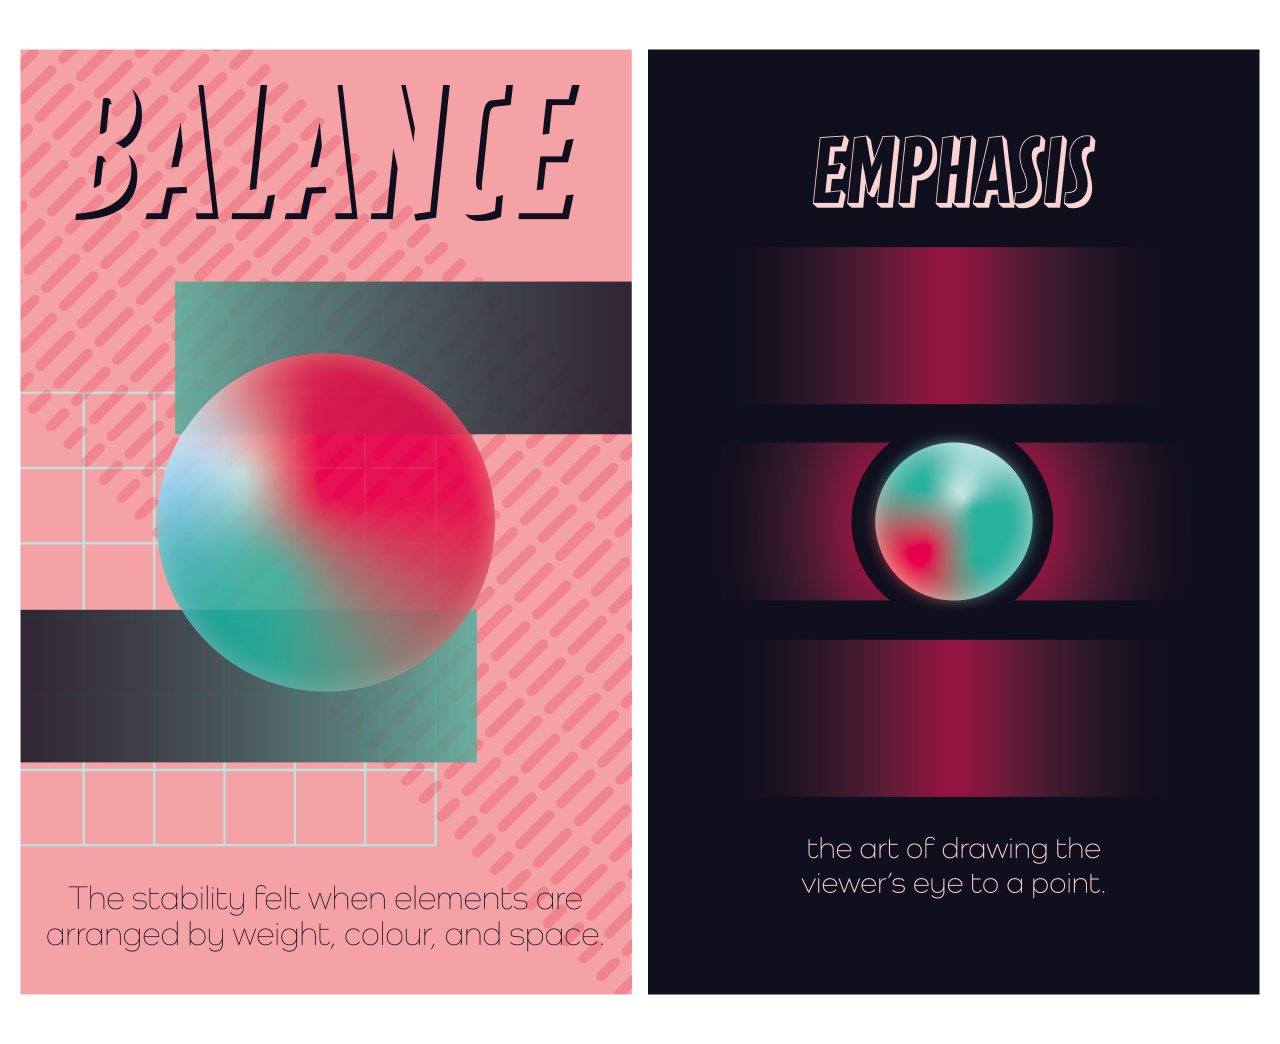 BALANCE
The stability felt when elements are
arranged by weight, colour, and space.
EMPHASIS
the art of drawing the
viewer's eye to a point.